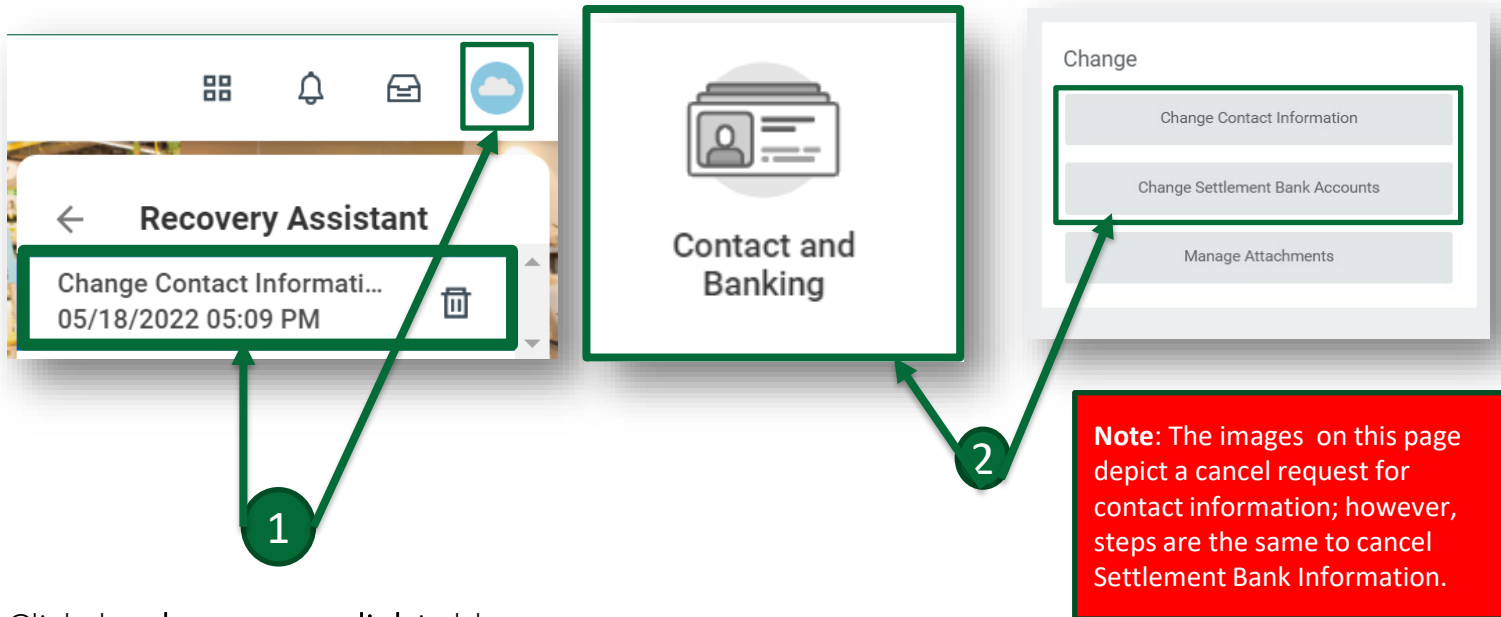 Recovery Assistant
Change Contact Informati...
05/18/2022 05:09 PM
1
Contact and
Banking
Change
Change Contact Information
Change Settlement Bank Accounts
Manage Attachments
2
Note: The images on this page
depict a cancel request for
contact information; however,
steps are the same to cancel
Settlement Bank Information.